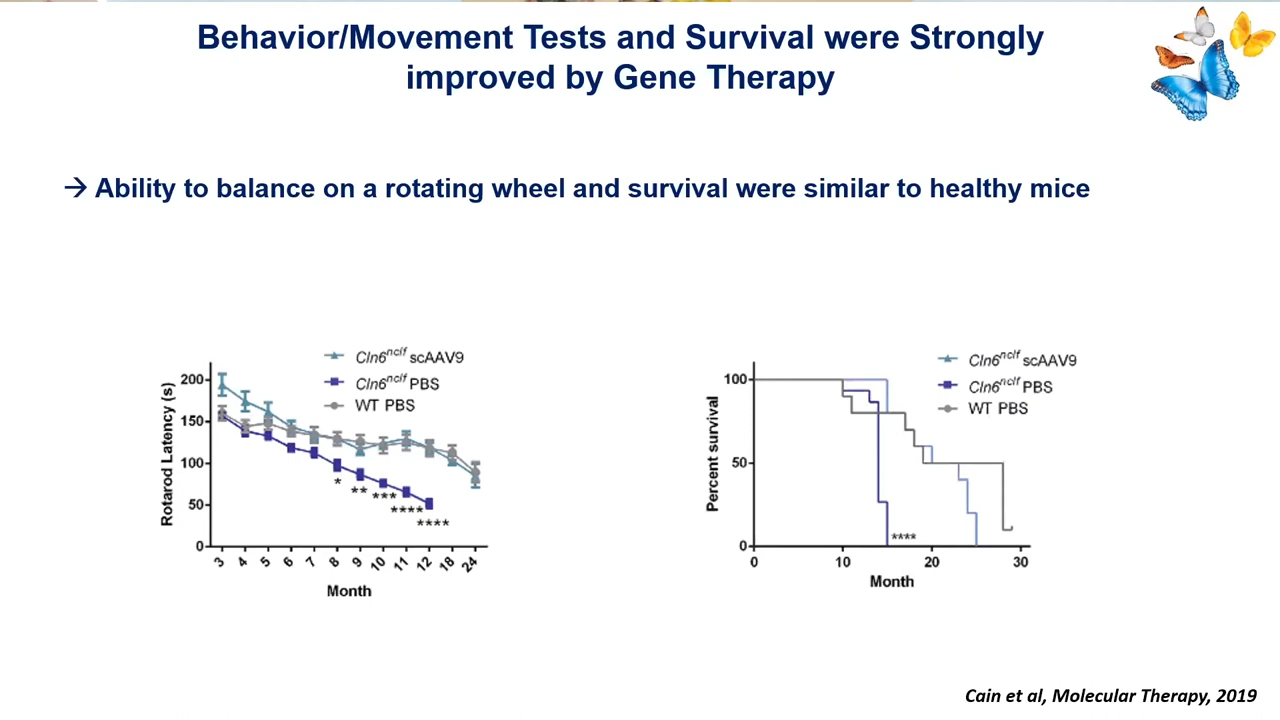 Behavior/Movement Tests and Survival were Strongly
improved by Gene Therapy
→ Ability to balance on a rotating wheel and survival were similar to healthy mice
Cln6nclf scAAV9
Cln6nclf PBS
WT PBS
Rotarod Latency (s)
200
150
100
50
0
*
**
***
****
****
3 4 5 6 7 8 9 10 11 12 18 24
Month
Cln6nclf scAAV9
Cln6nclf PBS
WT PBS
Percent survival
100
50
0
****
0 10 20 30
Month
Cain et al, Molecular Therapy, 2019